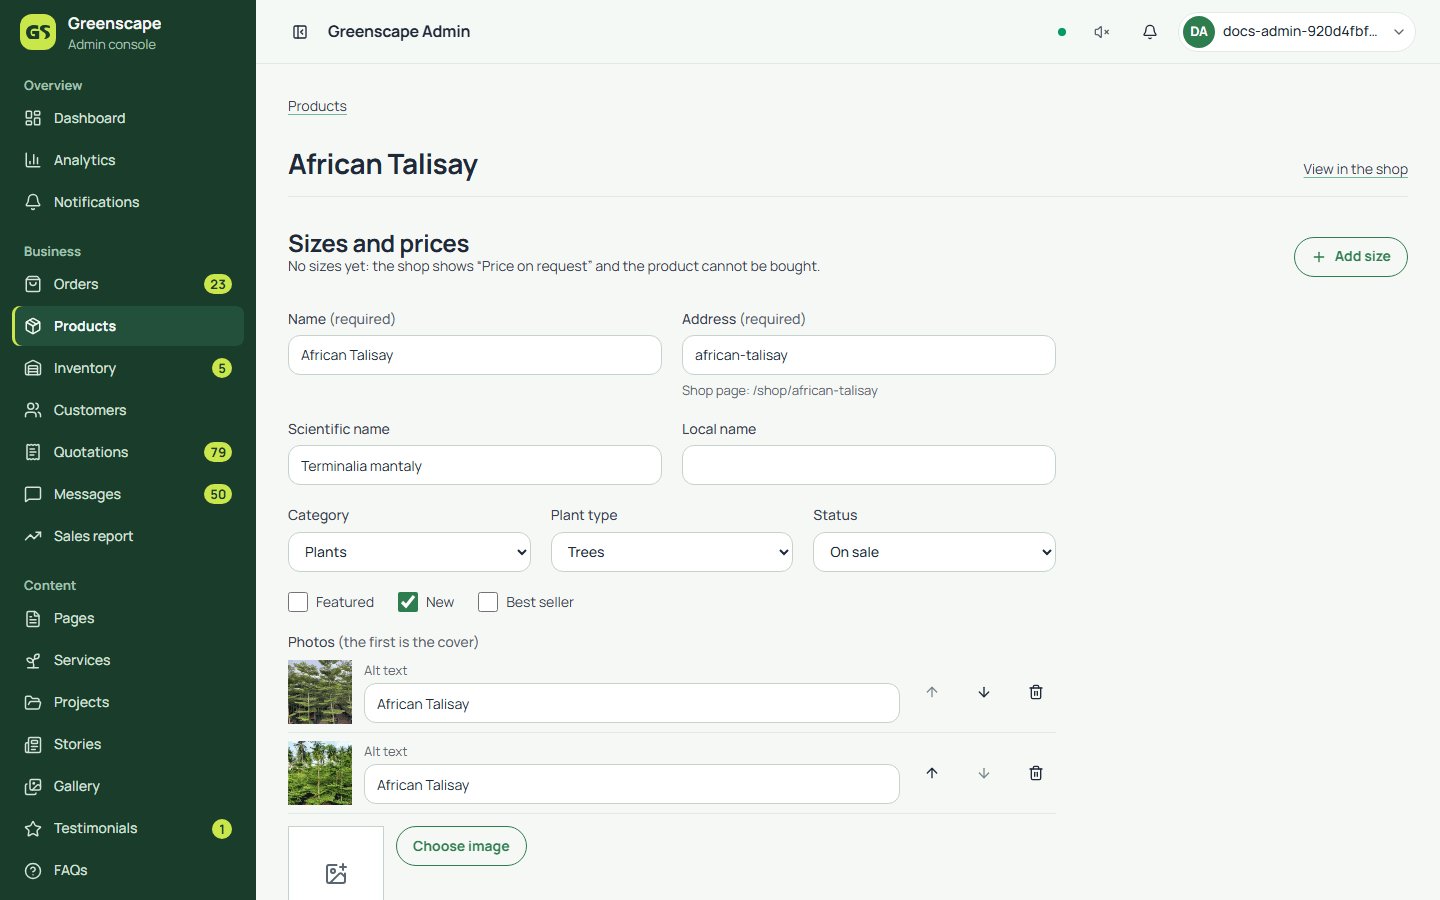 GS
Greenscape
Admin console
Overview
Dashboard
Analytics
Notifications
Business
Orders 23
Products
Inventory 5
Customers
Quotations 79
Messages 50
Sales report
Content
Pages
Services
Projects
Stories
Gallery
Testimonials 1
FAQs
Greenscape Admin
DA docs-admin-920d4fbf...
Products
African Talisay
View in the shop
Sizes and prices
No sizes yet: the shop shows “Price on request” and the product cannot be bought.
Add size
Name (required) Address (required)
African Talisay african-talisay
Shop page: /shop/african-talisay
Scientific name Local name
Terminalia mantaly
Category Plant type Status
Plants Trees On sale
Featured New Best seller
Photos (the first is the cover)
Alt text
African Talisay
Alt text
African Talisay
Choose image